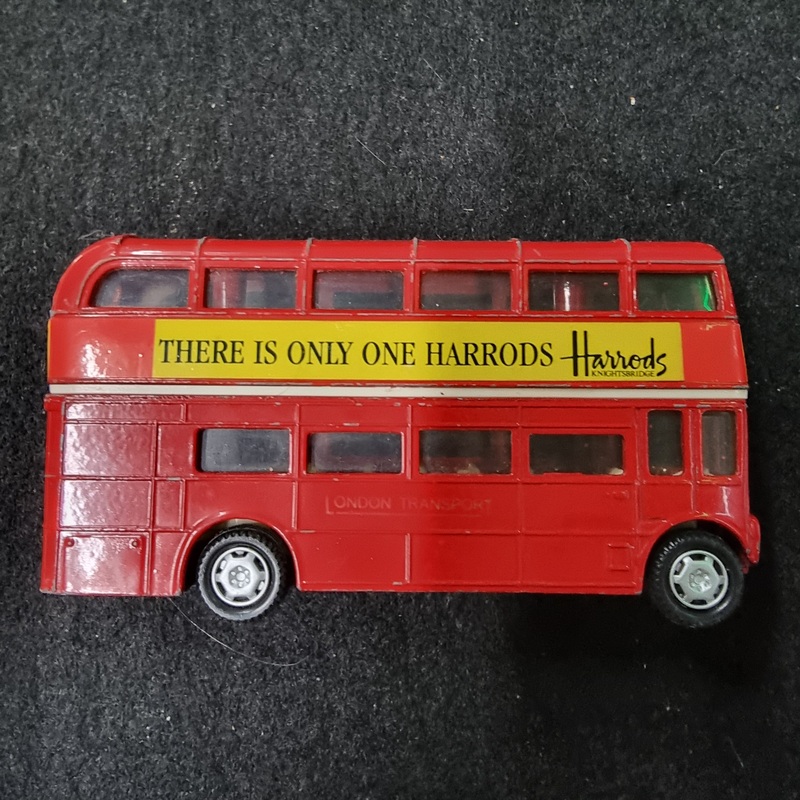 THERE IS ONLY ONE HARRODS Harrods
KNIGHTSBRIDGE
LONDON TRANSPORT